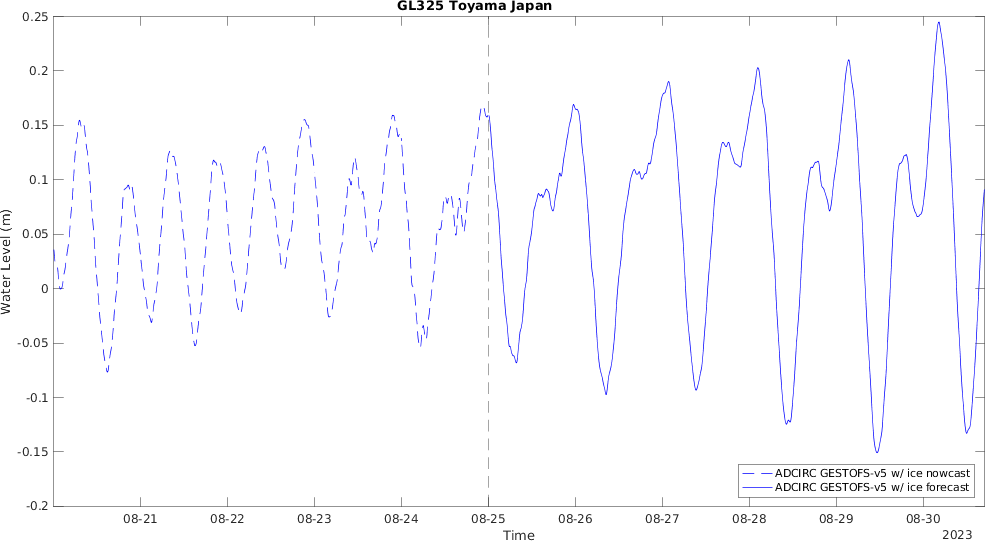 GL325 Toyama Japan
Water Level (m)
0.25
0.2
0.15
0.1
0.05
0
-0.05
-0.1
-0.15
-0.2
ADCIRC GESTOFS-v5 w/ ice nowcast
ADCIRC GESTOFS-v5 w/ ice forecast
08-21 08-22 08-23 08-24 08-25 08-26 08-27 08-28 08-29 08-30
Time
2023